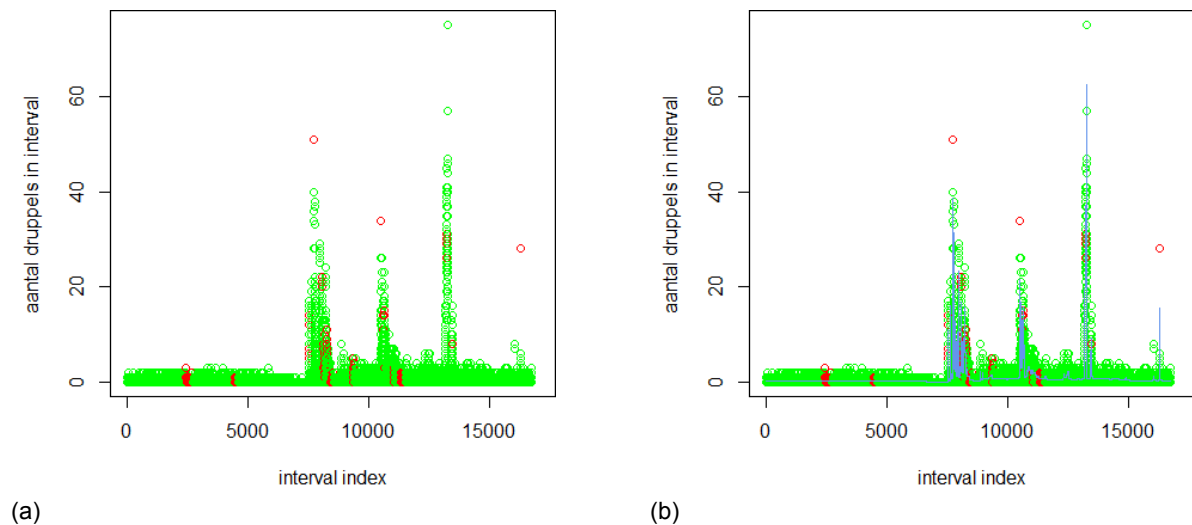 aantal druppels in interval
60
40
20
0
0 5000 10000 15000
interval index
(a)
aantal druppels in interval
60
40
20
0
0 5000 10000 15000
interval index
(b)